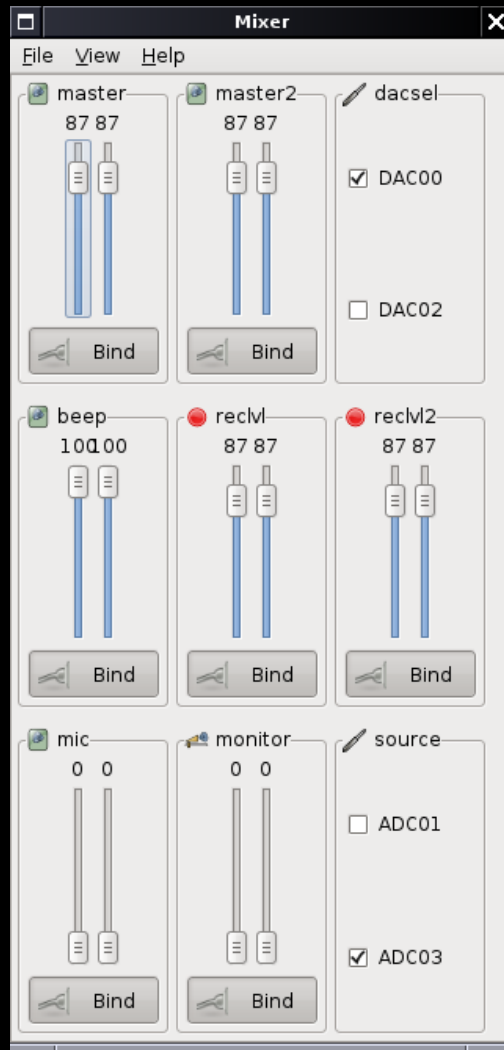 Mixer
File View Help
master
87 87
Bind
master2
87 87
Bind
dacsel
DAC00
DAC02
beep
100 100
Bind
reclvl
87 87
Bind
reclvl2
87 87
Bind
mic
0 0
Bind
monitor
0 0
Bind
source
ADC01
ADC03